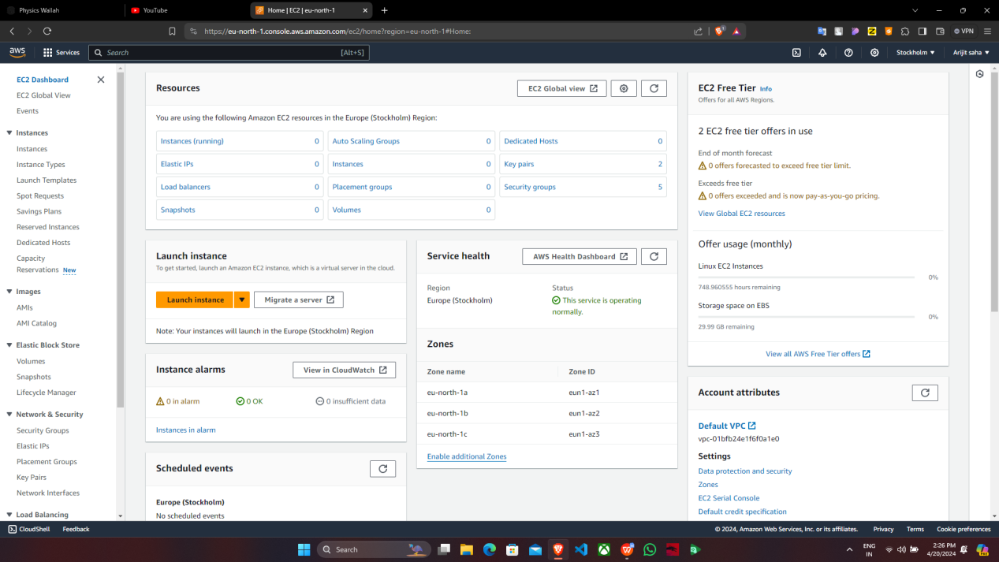 Physics Wallah
YouTube
Home | EC2 | eu-north-1
https://eu-north-1.console.aws.amazon.com/ec2/home?region=eu-north-1#Home:
VPN
aws
Services
Search
[Alt+S]
Stockholm
Arijit saha
EC2 Dashboard
EC2 Global View
Events
Instances
Instances
Instance Types
Launch Templates
Spot Requests
Savings Plans
Reserved Instances
Dedicated Hosts
Capacity
Reservations New
Images
AMIs
AMI Catalog
Elastic Block Store
Volumes
Snapshots
Lifecycle Manager
Network & Security
Security Groups
Elastic IPs
Placement Groups
Key Pairs
Network Interfaces
Load Balancing
Resources
EC2 Global view
You are using the following Amazon EC2 resources in the Europe (Stockholm) Region:
Instances (running) 0
Auto Scaling Groups 0
Dedicated Hosts 0
Elastic IPs 0
Instances 0
Key pairs 2
Load balancers 0
Placement groups 0
Security groups 5
Snapshots 0
Volumes 0
Launch instance
To get started, launch an Amazon EC2 instance, which is a virtual server in the cloud.
Launch instance
Migrate a server
Note: Your instances will launch in the Europe (Stockholm) Region
Instance alarms
View in CloudWatch
0 in alarm
0 OK
0 insufficient data
Instances in alarm
Scheduled events
Europe (Stockholm)
No scheduled events
Service health
AWS Health Dashboard
Region
Europe (Stockholm)
Status
This service is operating
normally.
Zones
Zone name Zone ID
eu-north-1a eun1-az1
eu-north-1b eun1-az2
eu-north-1c eun1-az3
Enable additional Zones
EC2 Free Tier Info
Offers for all AWS Regions.
2 EC2 free tier offers in use
End of month forecast
0 offers forecasted to exceed free tier limit.
Exceeds free tier
0 offers exceeded and is now pay-as-you-go pricing.
View Global EC2 resources
Offer usage (monthly)
Linux EC2 Instances
0%
748.960555 hours remaining
Storage space on EBS
0%
29.99 GB remaining
View all AWS Free Tier offers
Account attributes
Default VPC
vpc-01bfb24e1f6f0a1e0
Settings
Data protection and security
Zones
EC2 Serial Console
Default credit specification
CloudShell
Feedback
© 2024, Amazon Web Services, Inc. or its affiliates.
Privacy
Terms
Cookie preferences
Search
ENG
IN
2:26 PM
4/20/2024